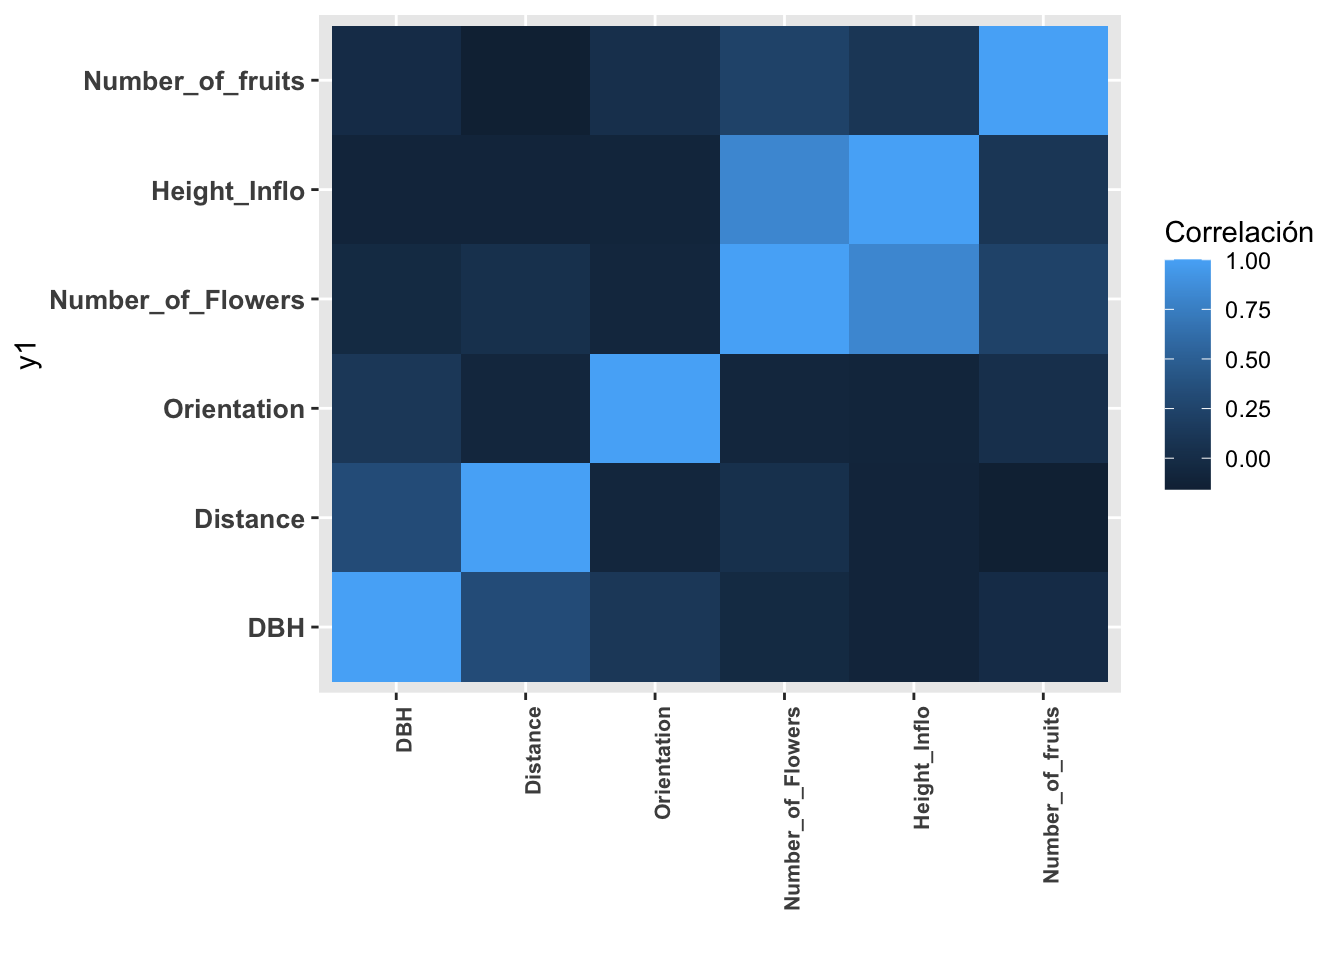 Number_of_fruits
Height_Inflo
Number_of_Flowers
Orientation
Distance
DBH
y1
DBH
Distance
Orientation
Number_of_Flowers
Height_Inflo
Number_of_fruits
Correlación
1.00
0.75
0.50
0.25
0.00